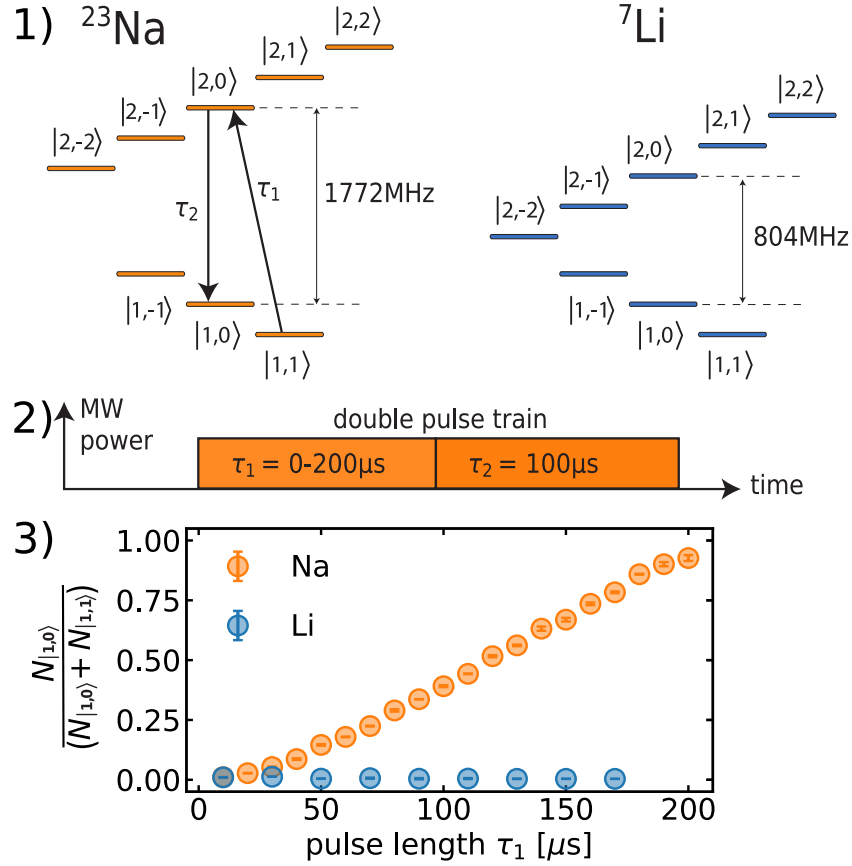 1)
²³Na
⁷Li
|2,2⟩
|2,1⟩
|2,0⟩
|2,-1⟩
|2,-2⟩
τ₂
τ₁
1772MHz
|1,-1⟩
|1,0⟩
|1,1⟩
|2,2⟩
|2,1⟩
|2,0⟩
|2,-1⟩
|2,-2⟩
804MHz
|1,-1⟩
|1,0⟩
|1,1⟩
2)
MW
power
double pulse train
τ₁ = 0-200μs
τ₂ = 100μs
time
3)
N|1,0⟩
(N|1,0⟩ + N|1,1⟩)
1.00
0.75
0.50
0.25
0.00
Na
Li
0
50
100
150
200
pulse length τ₁ [μs]